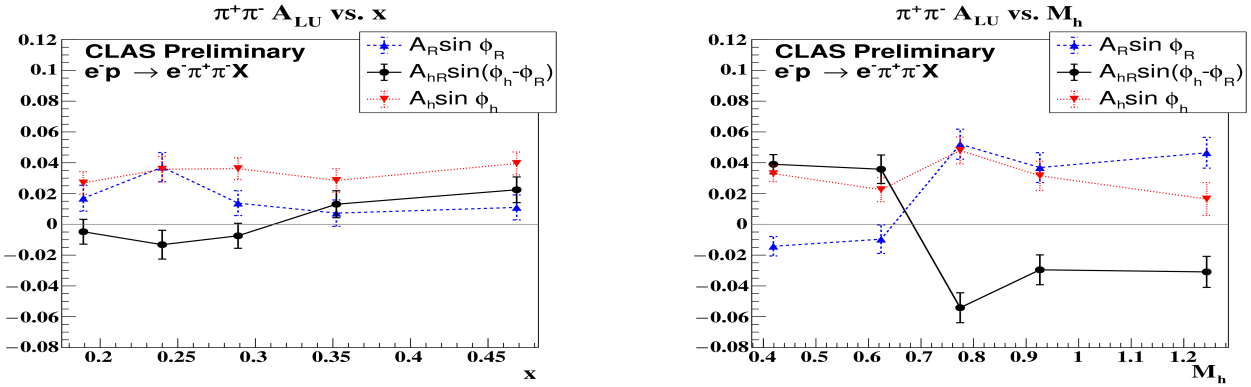 π⁺π⁻ A_LU vs. x
CLAS Preliminary
e⁻p → e⁻π⁺π⁻X
A_R sin ϕ_R
A_hR sin(ϕ_h-ϕ_R)
A_h sin ϕ_h
0.12
0.1
0.08
0.06
0.04
0.02
0
−0.02
−0.04
−0.06
−0.08
0.2 0.25 0.3 0.35 0.4 0.45
x
π⁺π⁻ A_LU vs. M_h
CLAS Preliminary
e⁻p → e⁻π⁺π⁻X
A_R sin ϕ_R
A_hR sin(ϕ_h-ϕ_R)
A_h sin ϕ_h
0.12
0.1
0.08
0.06
0.04
0.02
0
−0.02
−0.04
−0.06
−0.08
0.4 0.5 0.6 0.7 0.8 0.9 1 1.1 1.2
M_h